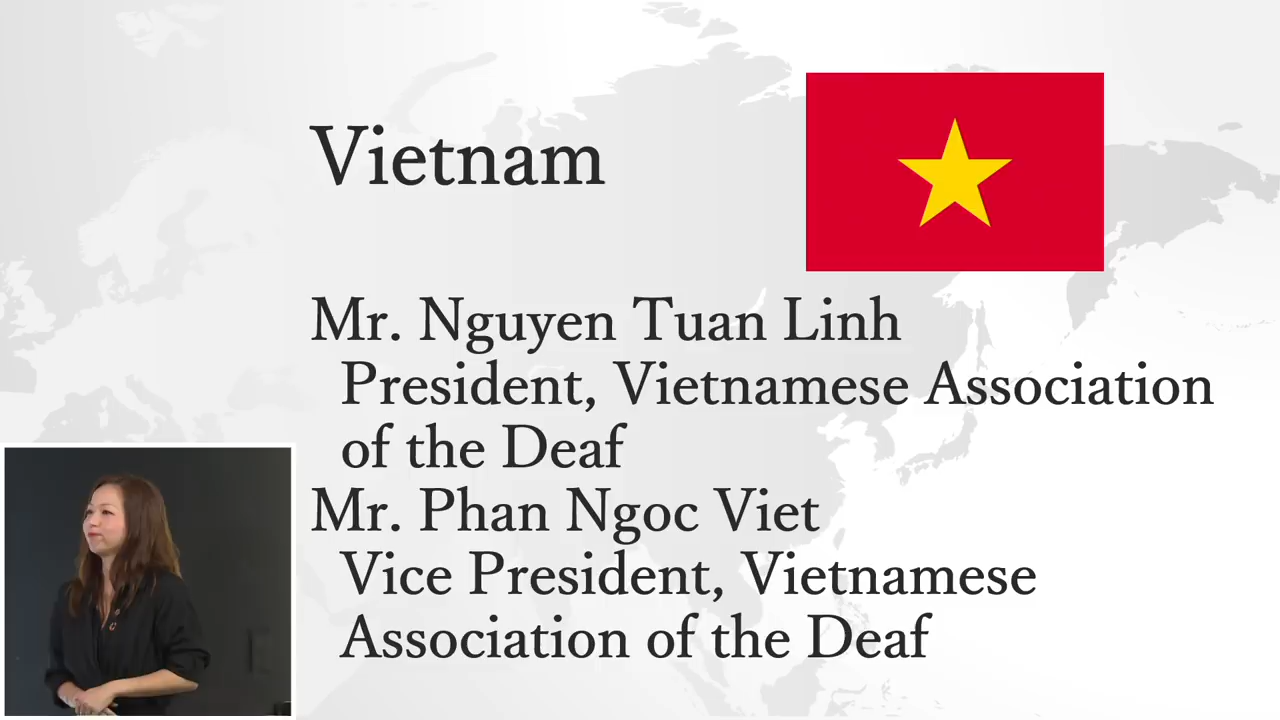 Vietnam
Mr. Nguyen Tuan Linh
President, Vietnamese Association
of the Deaf
Mr. Phan Ngoc Viet
Vice President, Vietnamese
Association of the Deaf